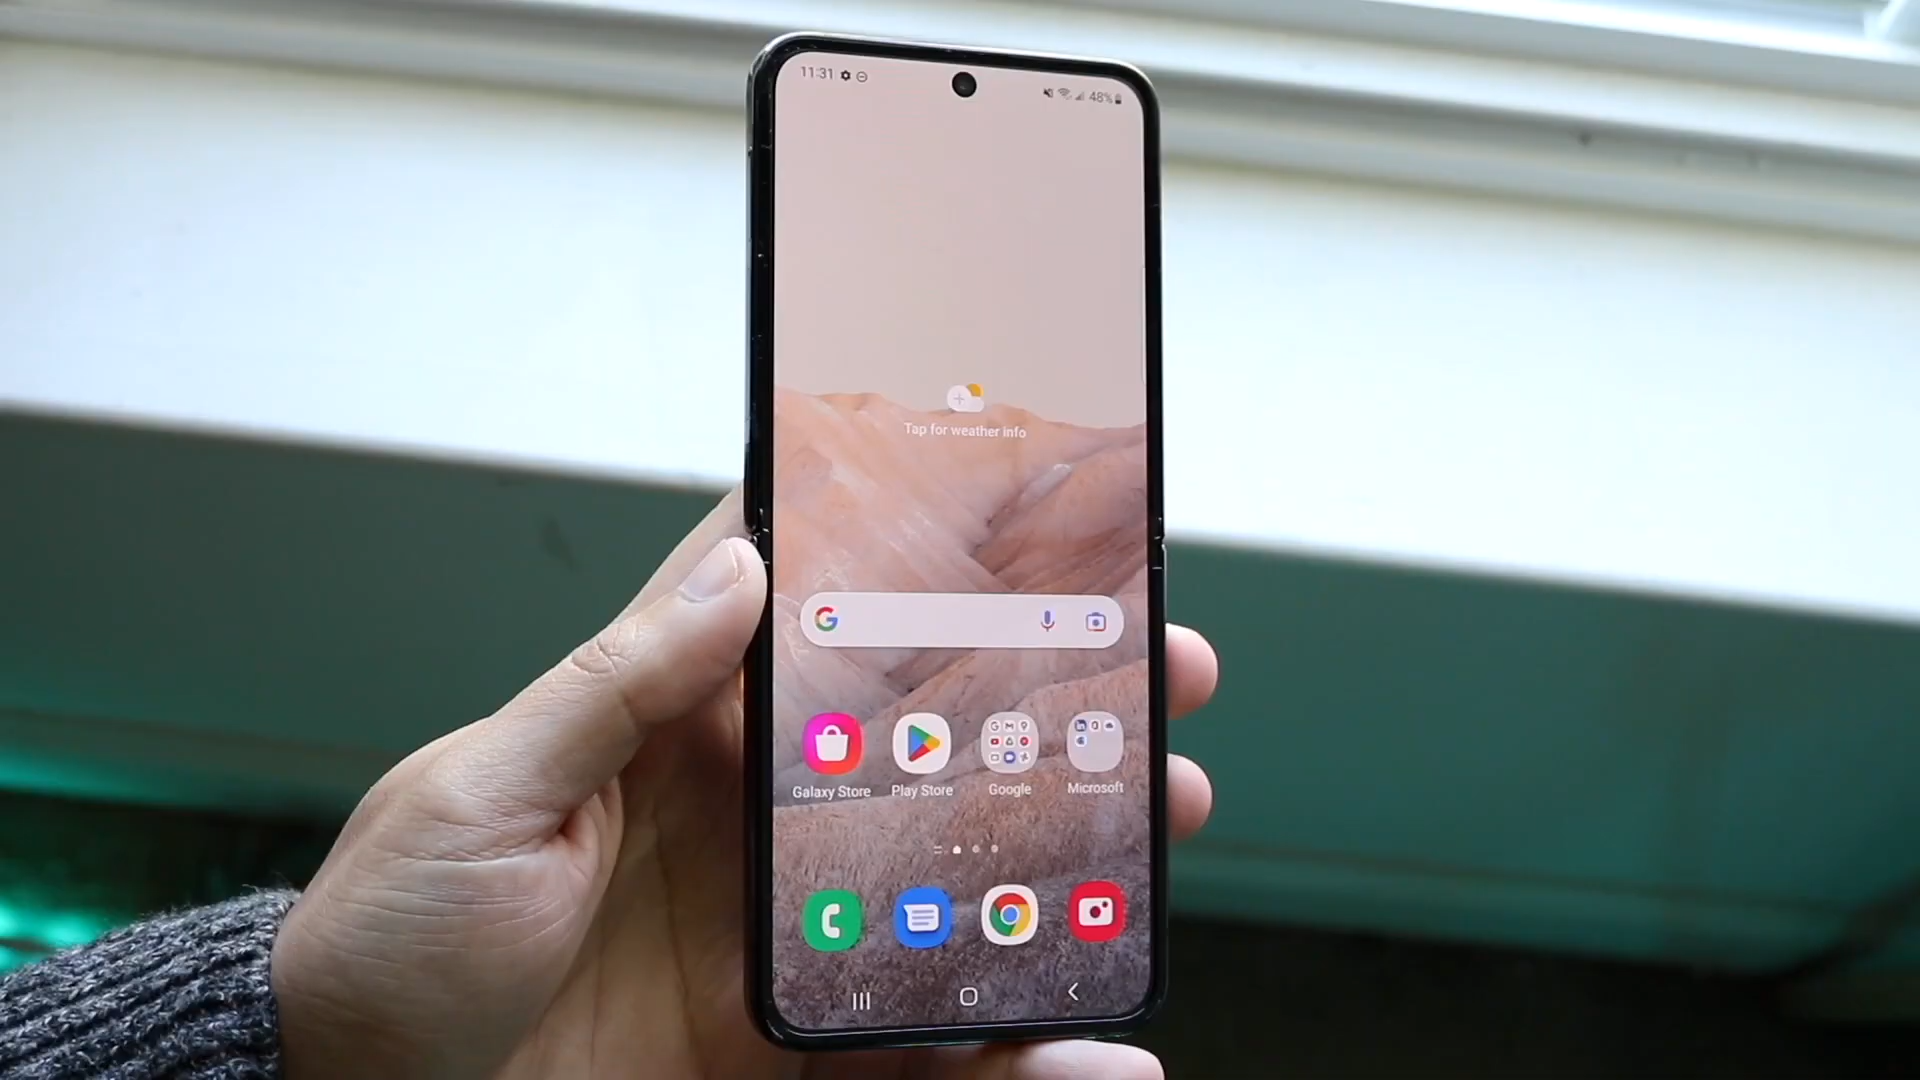 11:31
48%
Tap for weather info
Galaxy Store
Play Store
Google
Microsoft